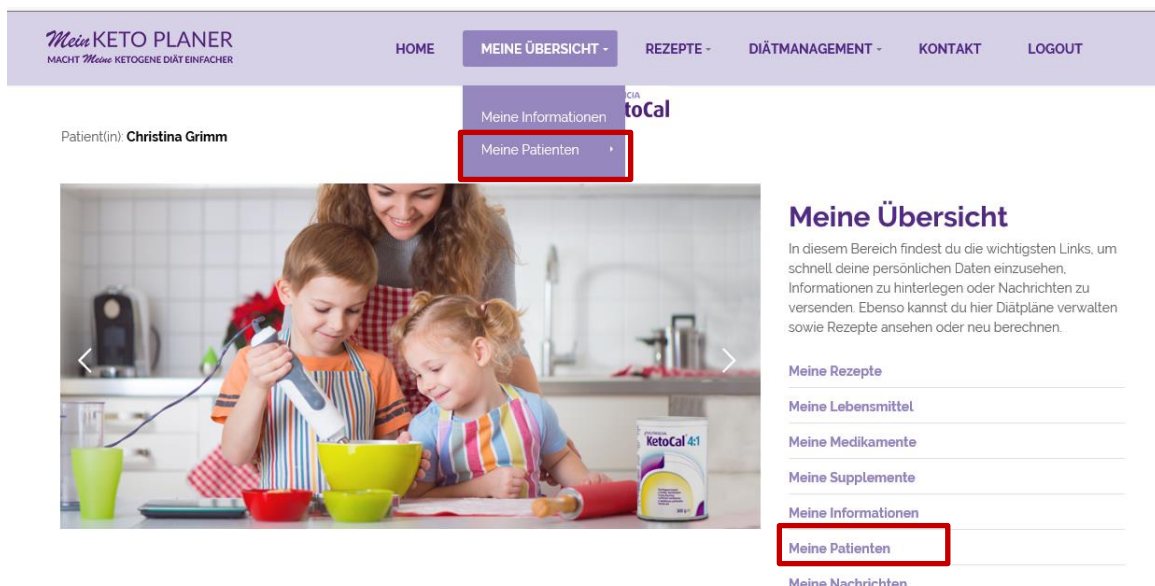 Mein KETO PLANER
MACHT Meine KETOGENE DIÄT EINFACHER
HOME
MEINE ÜBERSICHT
REZEPTE
DIÄTMANAGEMENT
KONTAKT
LOGOUT
Meine Informationen
Meine Patienten
CIA
toCal
Patient(in): Christina Grimm
KetoCal 4:1
Meine Übersicht
In diesem Bereich findest du die wichtigsten Links, um
schnell deine persönlichen Daten einzusehen,
Informationen zu hinterlegen oder Nachrichten zu
versenden. Ebenso kannst du hier Diätpläne verwalten
sowie Rezepte ansehen oder neu berechnen.
Meine Rezepte
Meine Lebensmittel
Meine Medikamente
Meine Supplemente
Meine Informationen
Meine Patienten
Meine Nachrichten